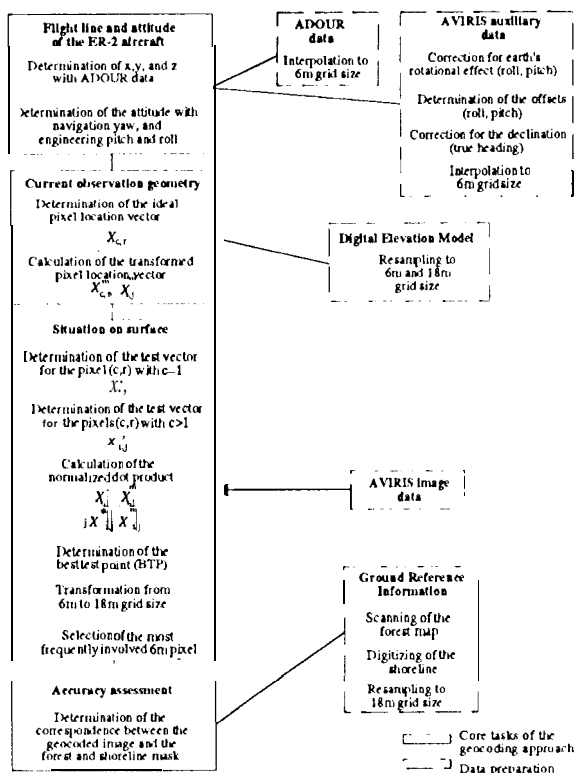 Flight line and attitude
of the ER-2 aircraft
Determination of x,y, and z
with ADOUR data
Determination of the attitude with
navigation yaw, and
engineering pitch and roll
Current observation geometry
Determination of the ideal
pixel location vector
X c,r
Calculation of the transformed
pixel location vector
Situation on surface
Determination of the test vector
for the pixel (c,r) with c=1
Determination of the test vector
for the pixels(c,r) with c>1
Calculation of the
normalized dot product
Determination of the
best test point (BTP)
Transformation from
6m to 18m grid size
Selection of the most
frequently involved 6m pixel
Accuracy assessment
Determination of the
correspondence between the
geocoded image and the
forest and shoreline mask
ADOUR
data
Interpolation to
6m grid size
AVIRIS auxiliary
data
Correction for earth's
rotational effect (roll, pitch)
Determination of the offsets
(roll, pitch)
Correction for the declination
(true heading)
Interpolation to
6m grid size
Digital Elevation Model
Resampling to
6m and 18m
grid size
AVIRIS image
data
Ground Reference
Information
Scanning of the
forest map
Digitizing of the
shoreline
Resampling to
18m grid size
Core tasks of the
geocoding approach
Data preparation